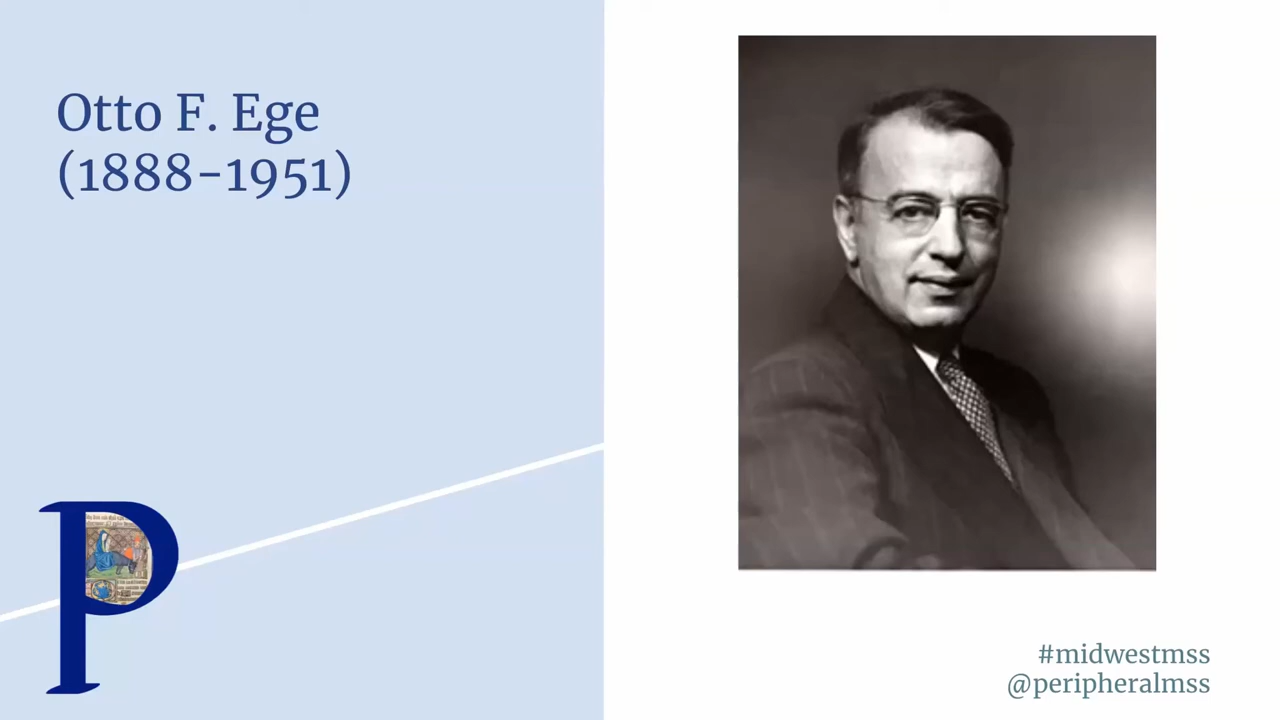 Otto F. Ege
(1888-1951)
P
#midwestmss
@peripheralmss